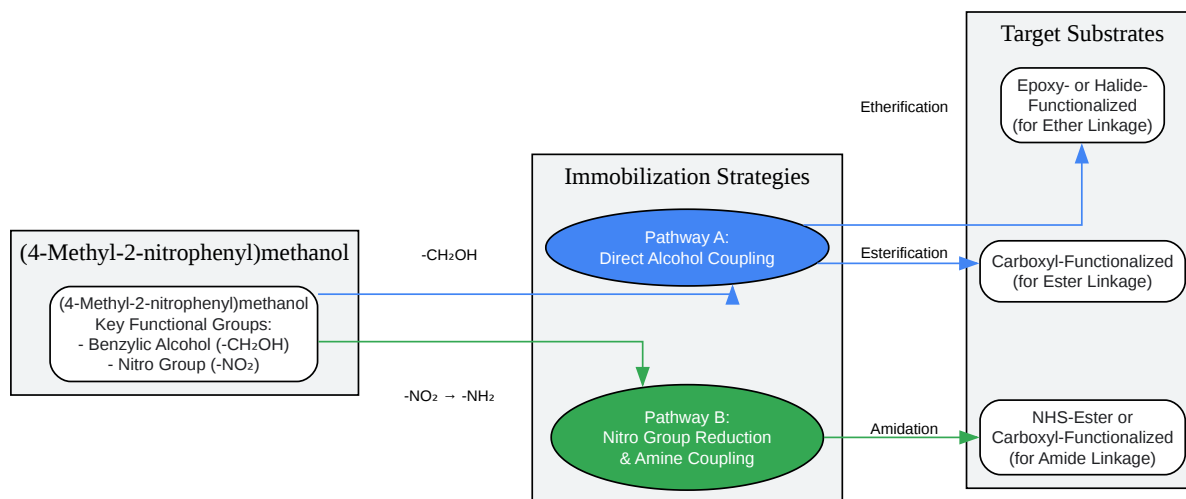 (4-Methyl-2-nitrophenyl)methanol
(4-Methyl-2-nitrophenyl)methanol
Key Functional Groups:
- Benzylic Alcohol (-CH₂OH)
- Nitro Group (-NO₂)
-CH₂OH
-NO₂ → -NH₂
Immobilization Strategies
Pathway A:
Direct Alcohol Coupling
Pathway B:
Nitro Group Reduction
& Amine Coupling
Etherification
Esterification
Amidation
Target Substrates
Epoxy- or Halide-
Functionalized
(for Ether Linkage)
Carboxyl-Functionalized
(for Ester Linkage)
NHS-Ester or
Carboxyl-Functionalized
(for Amide Linkage)